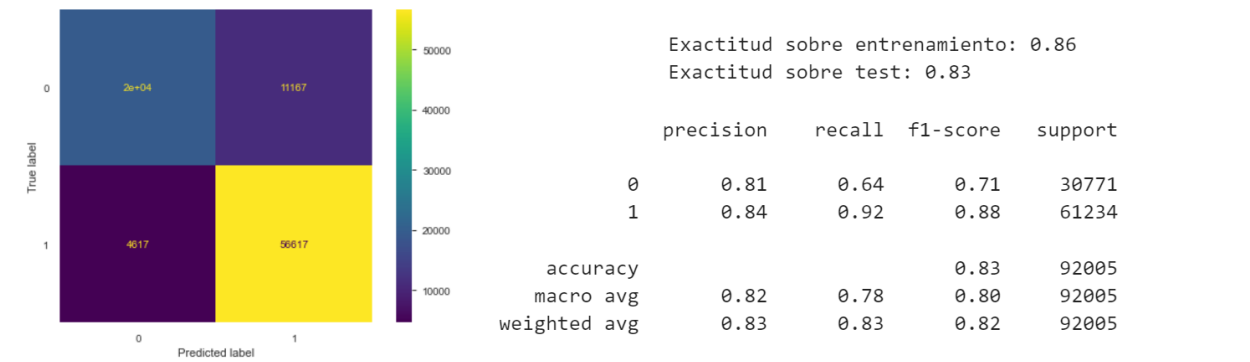 50000
40000
30000
20000
10000
0
1
True label
2e+04 11167
4617 56617
0 1
Predicted label
Exactitud sobre entrenamiento: 0.86
Exactitud sobre test: 0.83
precision recall f1-score support
0 0.81 0.64 0.71 30771
1 0.84 0.92 0.88 61234
accuracy 0.83 92005
macro avg 0.82 0.78 0.80 92005
weighted avg 0.83 0.83 0.82 92005